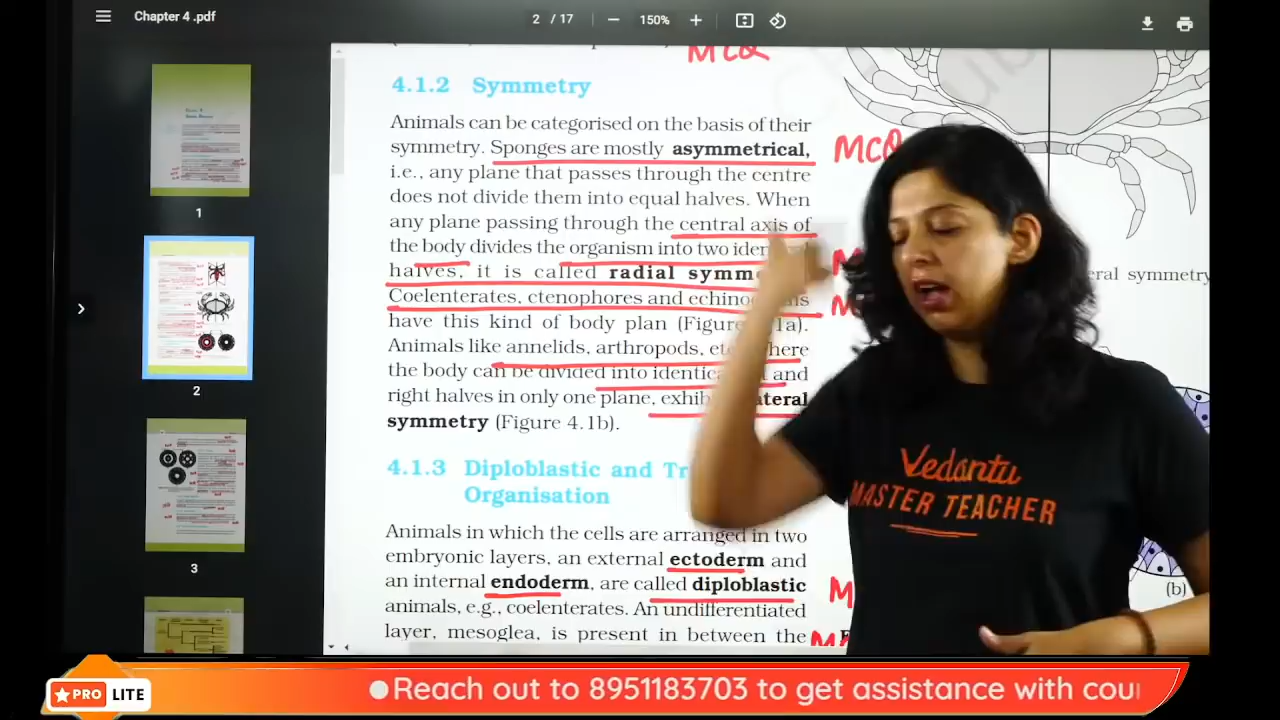 Chapter 4 .pdf
2 / 17
150%
MCQ
4.1.2 Symmetry
Animals can be categorised on the basis of their
symmetry. Sponges are mostly asymmetrical,
MCQ
i.e., any plane that passes through the centre
does not divide them into equal halves. When
any plane passing through the central axis of
the body divides the organism into two
halves, it is called radial
Coelenterates, ctenophores and
have this kind of body plan
Animals like annelids, arthropods,
the body can be divided into and
right halves in only one plane,
symmetry (Figure 4.1b).
symmetry
4.1.3 Diploblastic and
Organisation
Animals in which the cells are arranged in two
embryonic layers, an external ectoderm and
an internal endoderm, are called diploblastic
animals, e.g., coelenterates. An undifferentiated
layer, mesoglea, is present in between the
(b)
1
2
3
Vedantu
MASTER TEACHER
PRO LITE
Reach out to 8951183703 to get assistance with